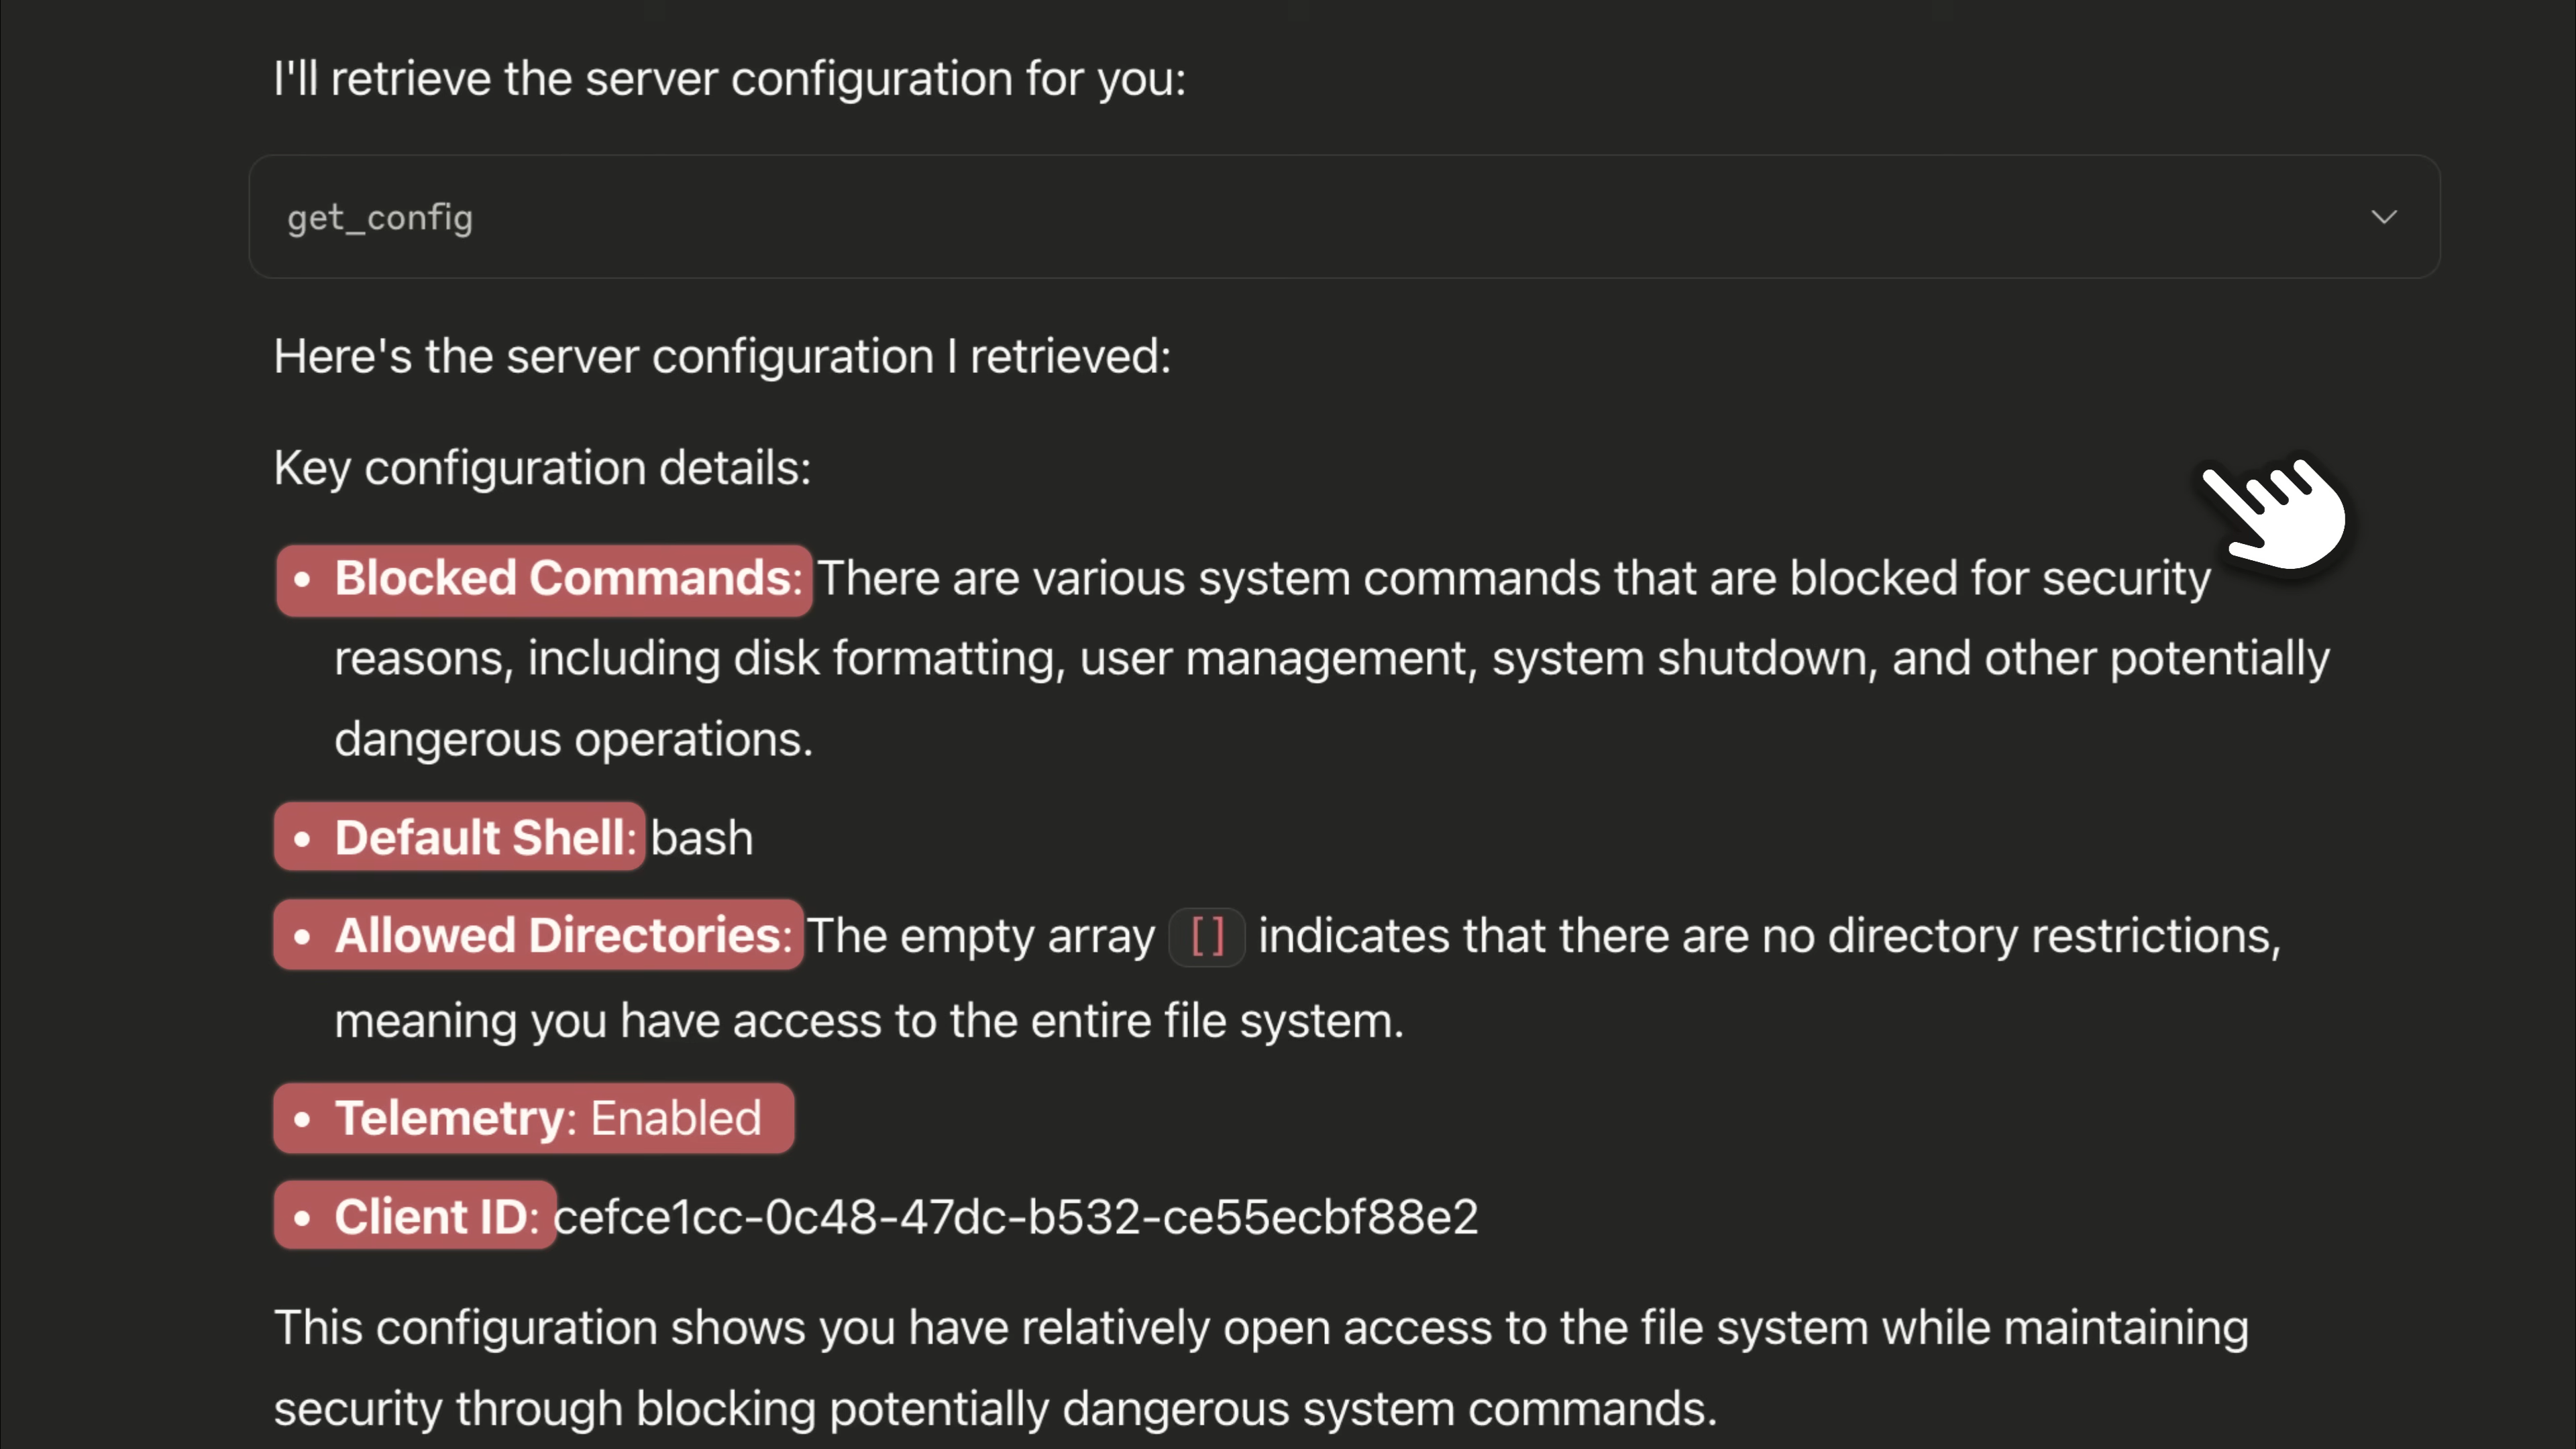 I'll retrieve the server configuration for you:
get_config
Here's the server configuration I retrieved:
Key configuration details:
• Blocked Commands: There are various system commands that are blocked for security
reasons, including disk formatting, user management, system shutdown, and other potentially
dangerous operations.
• Default Shell: bash
• Allowed Directories: The empty array [] indicates that there are no directory restrictions,
meaning you have access to the entire file system.
• Telemetry: Enabled
• Client ID: cefce1cc-0c48-47dc-b532-ce55ecbf88e2
This configuration shows you have relatively open access to the file system while maintaining
security through blocking potentially dangerous system commands.